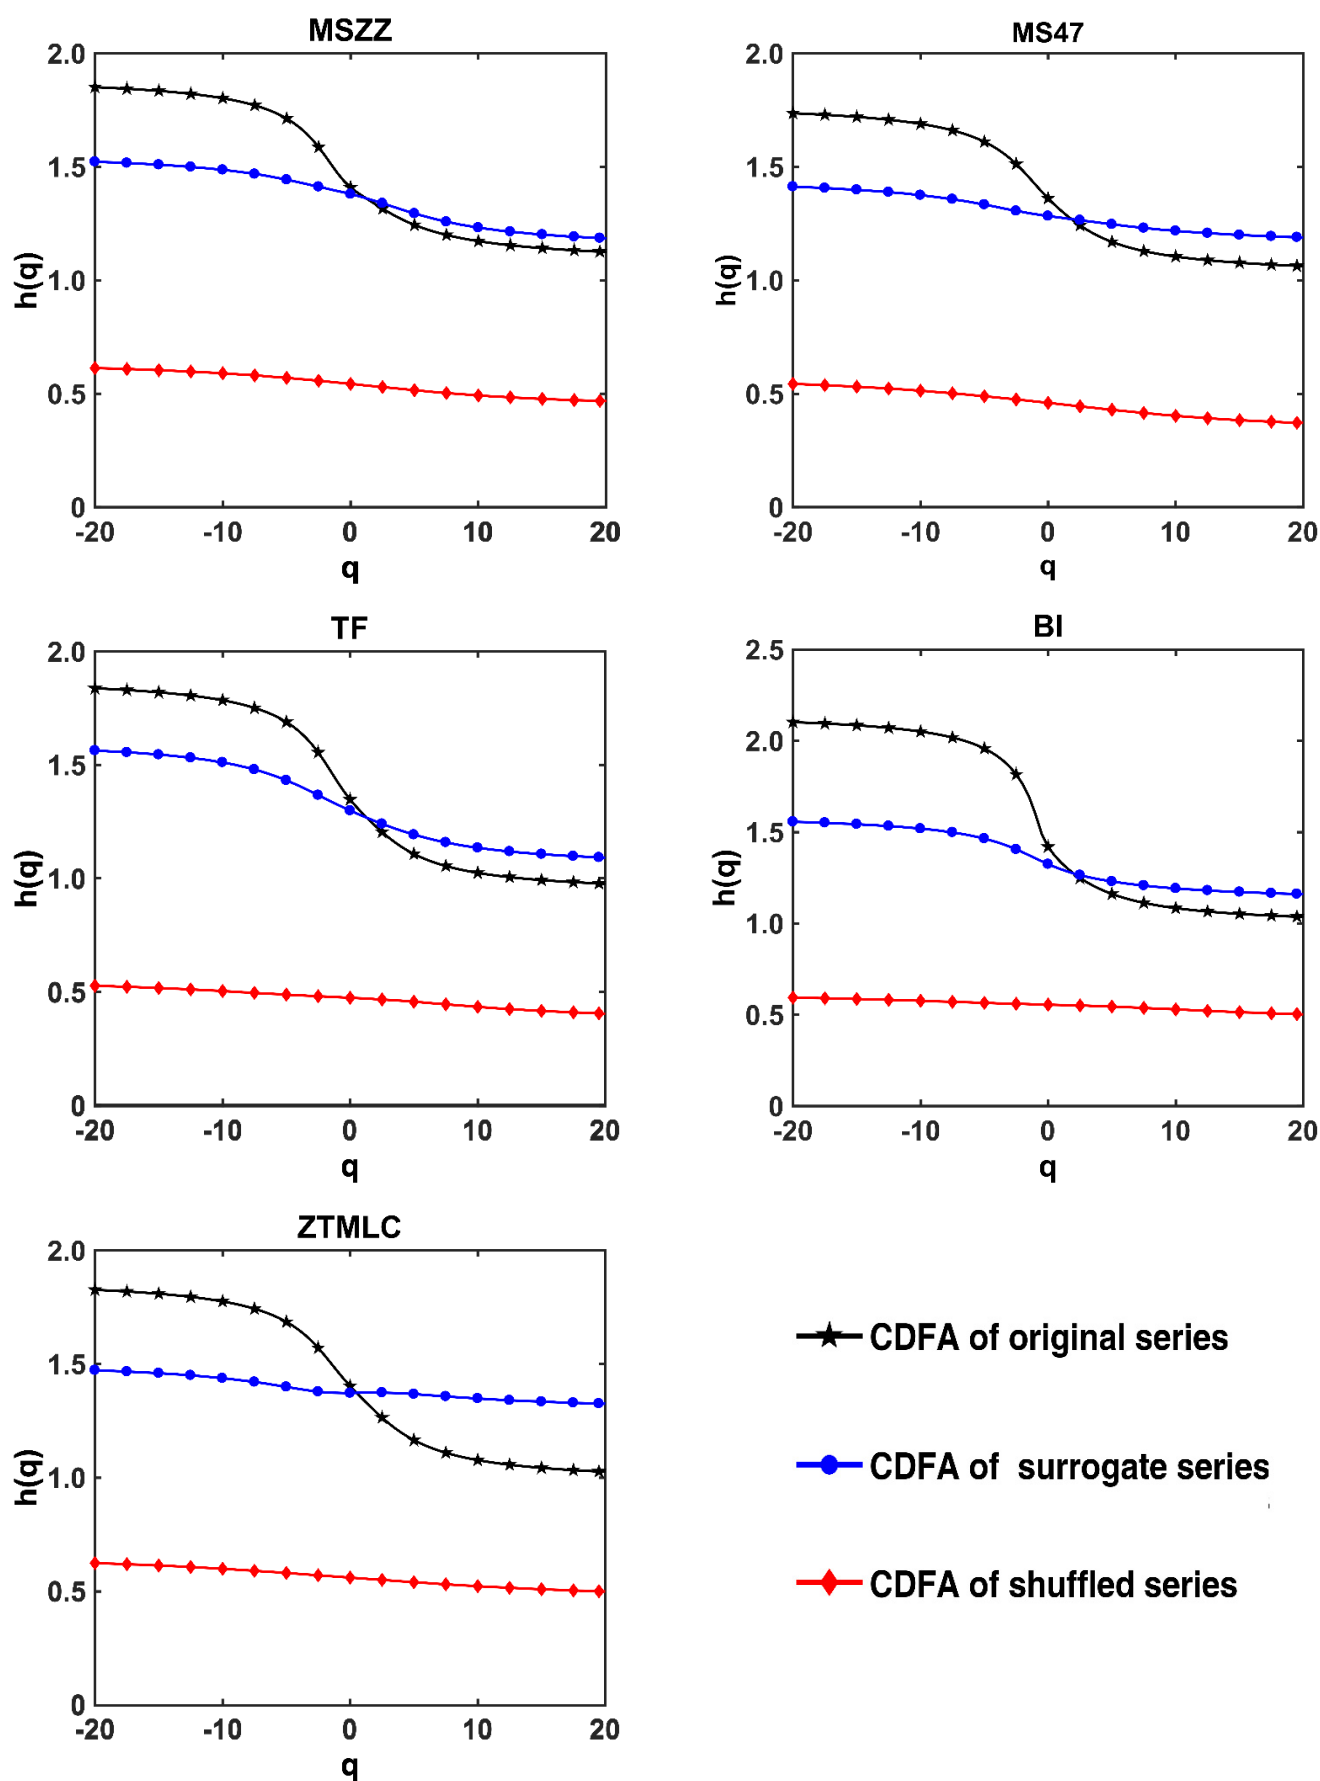 MSZZ
2.0
1.5
1.0
0.5
0
h(q)
-20 -10 0 10 20
q
MS47
2.0
1.5
1.0
0.5
0
h(q)
-20 -10 0 10 20
q
TF
2.0
1.5
1.0
0.5
0
h(q)
-20 -10 0 10 20
q
BI
2.5
2.0
1.5
1.0
0.5
0
h(q)
-20 -10 0 10 20
q
ZTMLC
2.0
1.5
1.0
0.5
0
h(q)
-20 -10 0 10 20
q
CDFA of original series
CDFA of surrogate series
CDFA of shuffled series